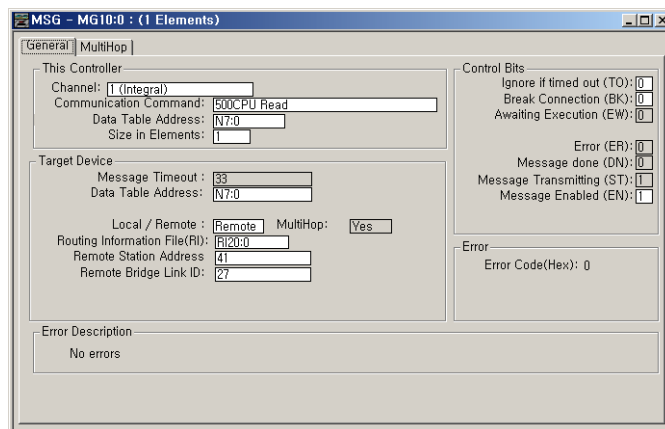 MSG - MG10:0 : (1 Elements)
General MultiHop
This Controller
Channel: 1 (Integral)
Communication Command: 500CPU Read
Data Table Address: N7:0
Size in Elements: 1
Target Device
Message Timeout : 33
Data Table Address: N7:0
Local / Remote : Remote MultiHop: Yes
Routing Information File(RI): RI20:0
Remote Station Address 41
Remote Bridge Link ID: 27
Control Bits
Ignore if timed out (TO): 0
Break Connection (BK): 0
Awaiting Execution (EW): 0
Error (ER): 0
Message done (DN): 0
Message Transmitting (ST): 1
Message Enabled (EN): 1
Error
Error Code(Hex): 0
Error Description
No errors